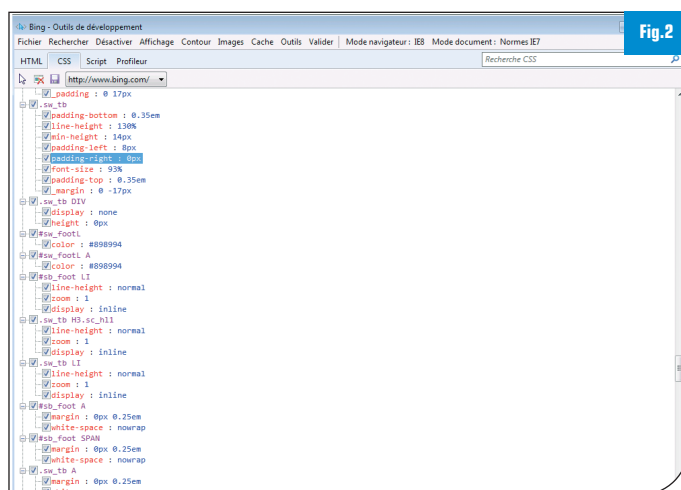 Bing - Outils de développement
Fig.2
Fichier Rechercher Désactiver Affichage Contour Images Cache Outils Valider Mode navigateur : IE8 Mode document : Normes IE7
HTML CSS Script Profileur Recherche CSS
http://www.bing.com/
_padding : 0 17px
.sw_tb
padding-bottom : 0.35em
line-height : 130%
min-height : 14px
padding-left : 8px
padding-right : 0px
font-size : 93%
padding-top : 0.35em
_margin : 0 -17px
.sw_tb DIV
display : none
height : 0px
#sw_footL
color : #898994
#sw_footL A
color : #898994
#sb_foot LI
line-height : normal
zoom : 1
display : inline
.sw_tb H3.sc_hl1
line-height : normal
zoom : 1
display : inline
.sw_tb LI
line-height : normal
zoom : 1
display : inline
#sb_foot A
margin : 0px 0.25em
white-space : nowrap
#sb_foot SPAN
margin : 0px 0.25em
white-space : nowrap
.sw_tb A
margin : 0px 0.25em